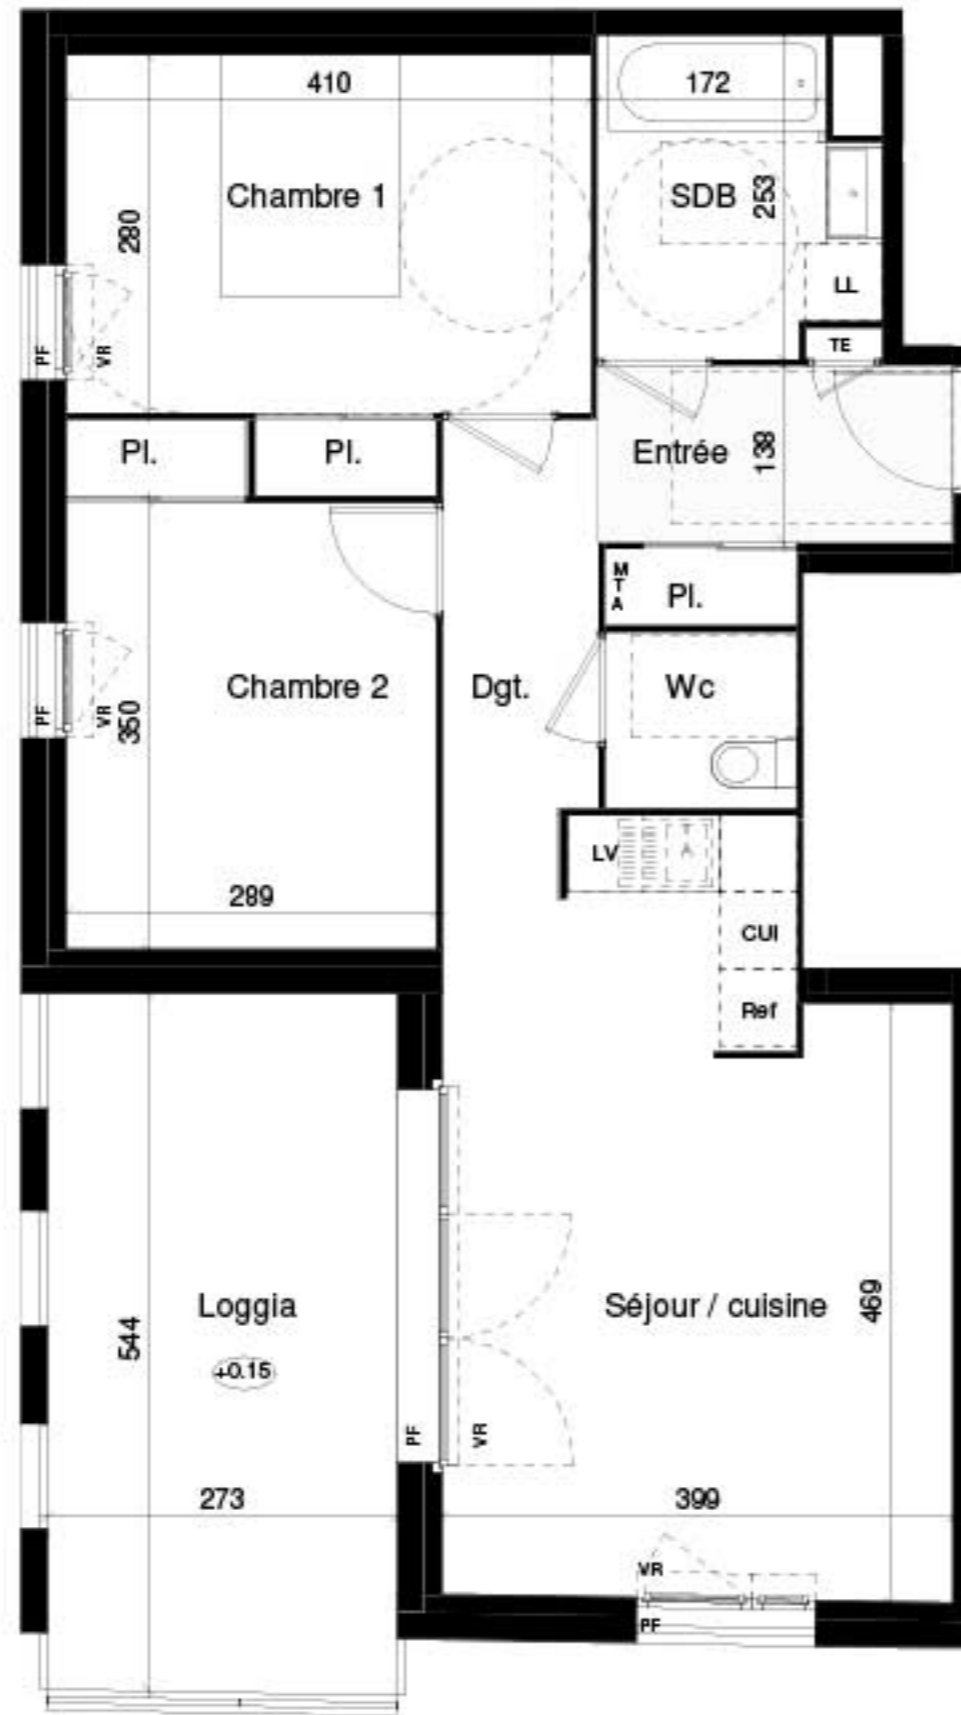 410
172
Chambre 1
SDB
253
280
LL
TE
PF
VR
Pl.
Pl.
Entrée
138
MTA
Pl.
Chambre 2
Dgt.
Wc
PF
VR
350
LV
TA
289
CUI
Ref
Loggia
Séjour / cuisine
469
544
+0.15
PF
VR
273
399
VR
PF